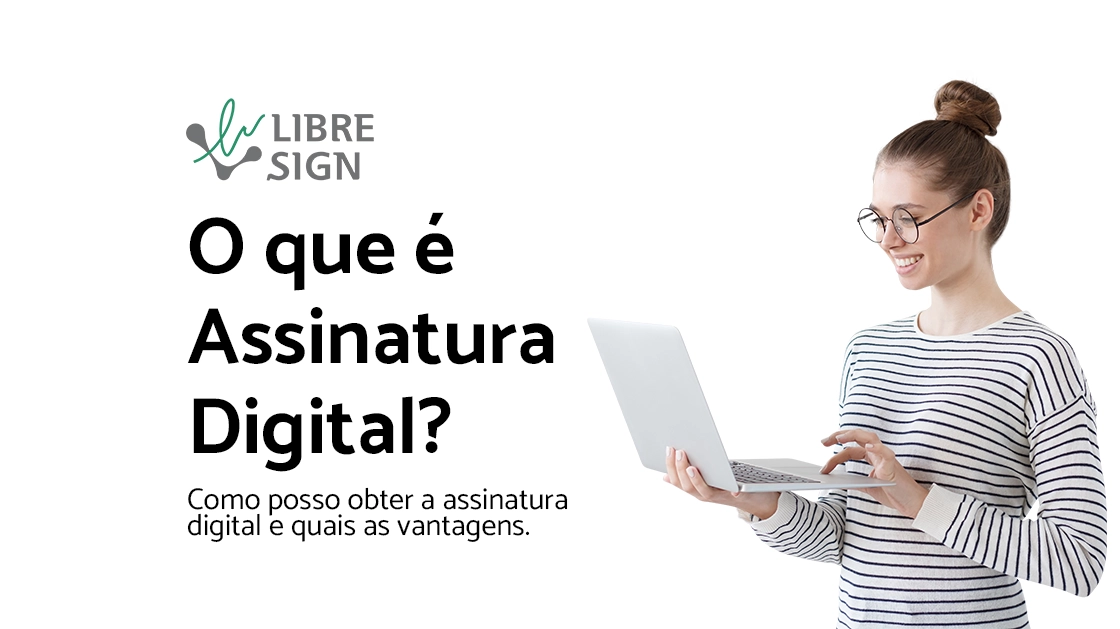 LIBRE
SIGN
O que é
Assinatura
Digital?
Como posso obter a assinatura
digital e quais as vantagens.